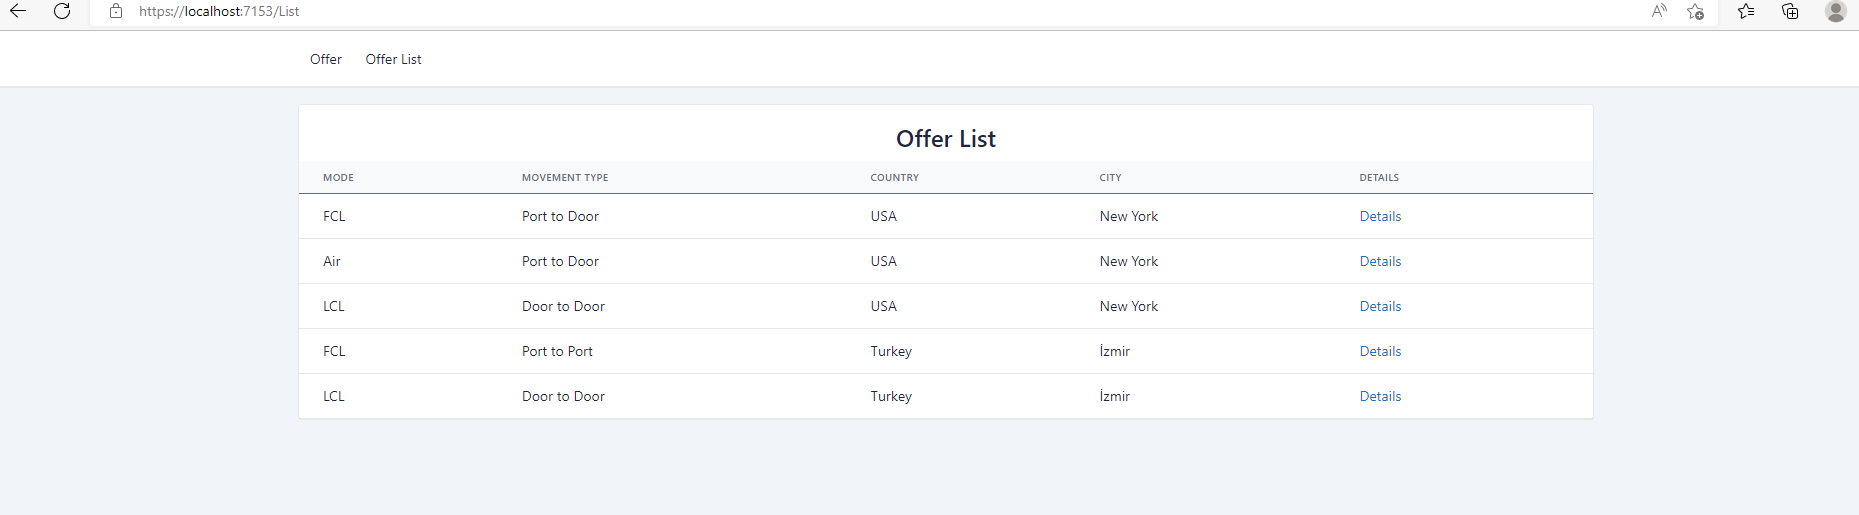 https://localhost:7153/List
Offer Offer List
Offer List
MODE MOVEMENT TYPE COUNTRY CITY DETAILS
FCL Port to Door USA New York Details
Air Port to Door USA New York Details
LCL Door to Door USA New York Details
FCL Port to Port Turkey İzmir Details
LCL Door to Door Turkey İzmir Details